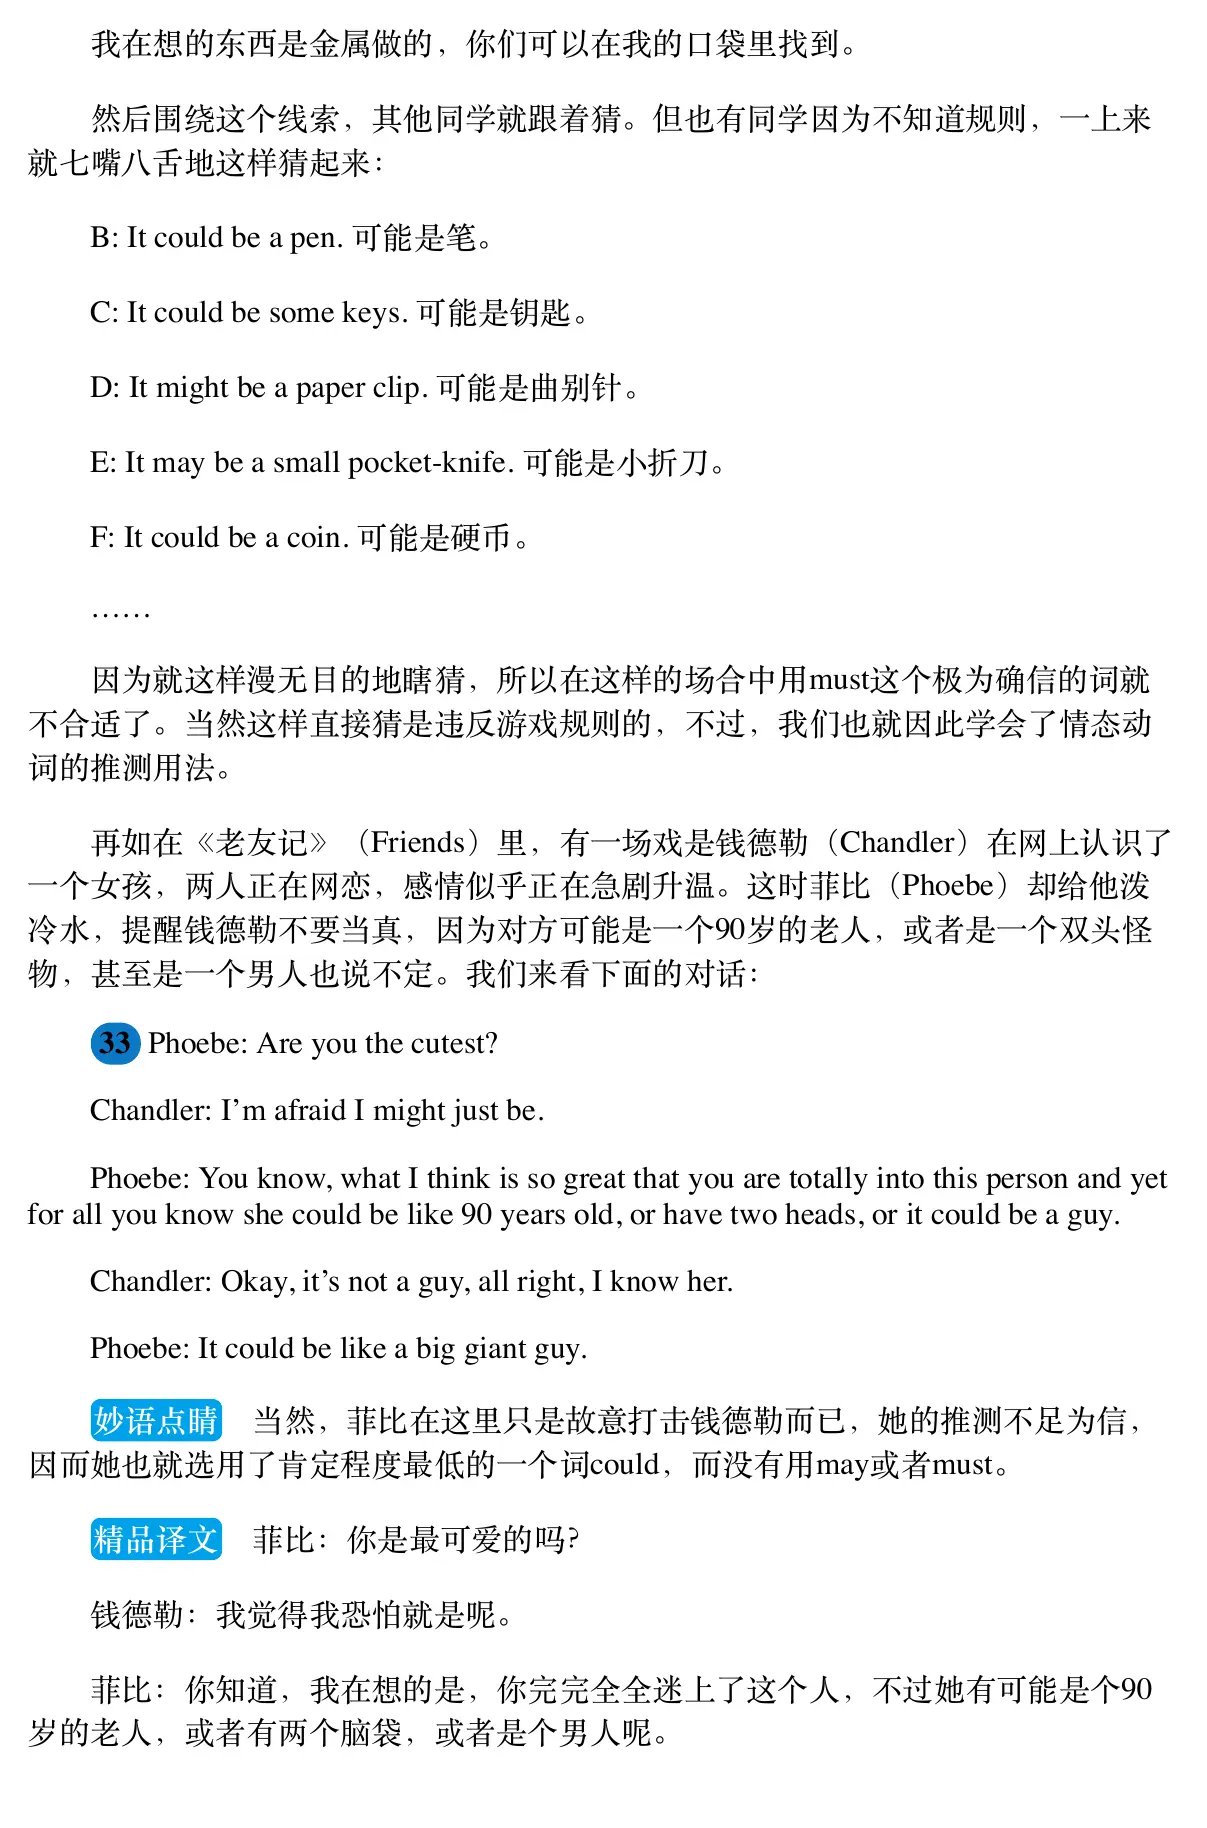 我在想的东西是金属做的，你们可以在我的口袋里找到。
然后围绕这个线索，其他同学就跟着猜。但也有同学因为不知道规则，一上来
就七嘴八舌地这样猜起来：
B: It could be a pen. 可能是笔。
C: It could be some keys. 可能是钥匙。
D: It might be a paper clip. 可能是曲别针。
E: It may be a small pocket-knife. 可能是小折刀。
F: It could be a coin. 可能是硬币。
……
因为就这样漫无目的地瞎猜，所以在这样的场合中用must这个极为确信的词就
不合适了。当然这样直接猜是违反游戏规则的，不过，我们也就因此学会了情态动
词的推测用法。
再如在《老友记》（Friends）里，有一场戏是钱德勒（Chandler）在网上认识了
一个女孩，两人正在网恋，感情似乎正在急剧升温。这时菲比（Phoebe）却给他泼
冷水，提醒钱德勒不要当真，因为对方可能是一个90岁的老人，或者是一个双头怪
物，甚至是一个男人也说不定。我们来看下面的对话：
33 Phoebe: Are you the cutest?
Chandler: I’m afraid I might just be.
Phoebe: You know, what I think is so great that you are totally into this person and yet
for all you know she could be like 90 years old, or have two heads, or it could be a guy.
Chandler: Okay, it’s not a guy, all right, I know her.
Phoebe: It could be like a big giant guy.
妙语点睛　当然，菲比在这里只是故意打击钱德勒而已，她的推测不足为信，
因而她也就选用了肯定程度最低的一个词could，而没有用may或者must。
精品译文　菲比：你是最可爱的吗？
钱德勒：我觉得我恐怕就是呢。
菲比：你知道，我在想的是，你完完全全迷上了这个人，不过她有可能是个90
岁的老人，或者有两个脑袋，或者是个男人呢。